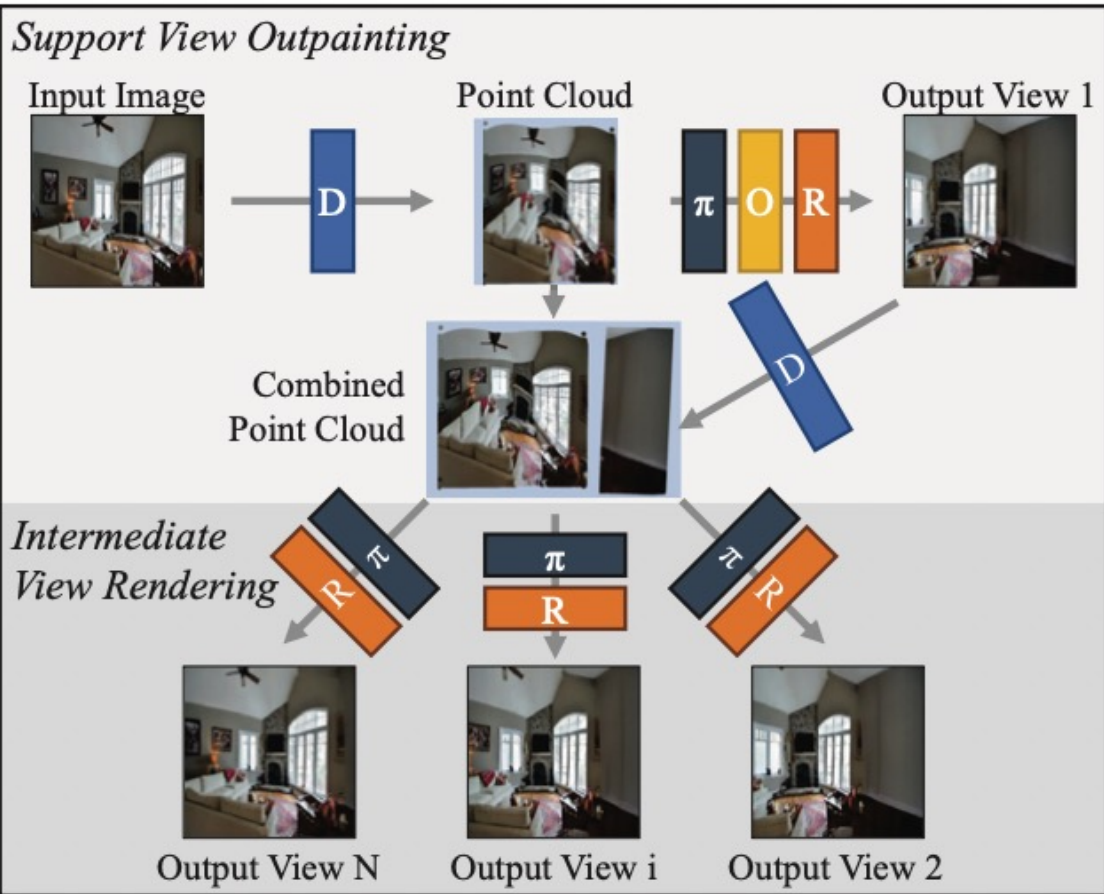 Support View Outpainting
Input Image
Point Cloud
Output View 1
D
π
O
R
D
Combined
Point Cloud
Intermediate
View Rendering
R
π
π
R
π
R
Output View N
Output View i
Output View 2